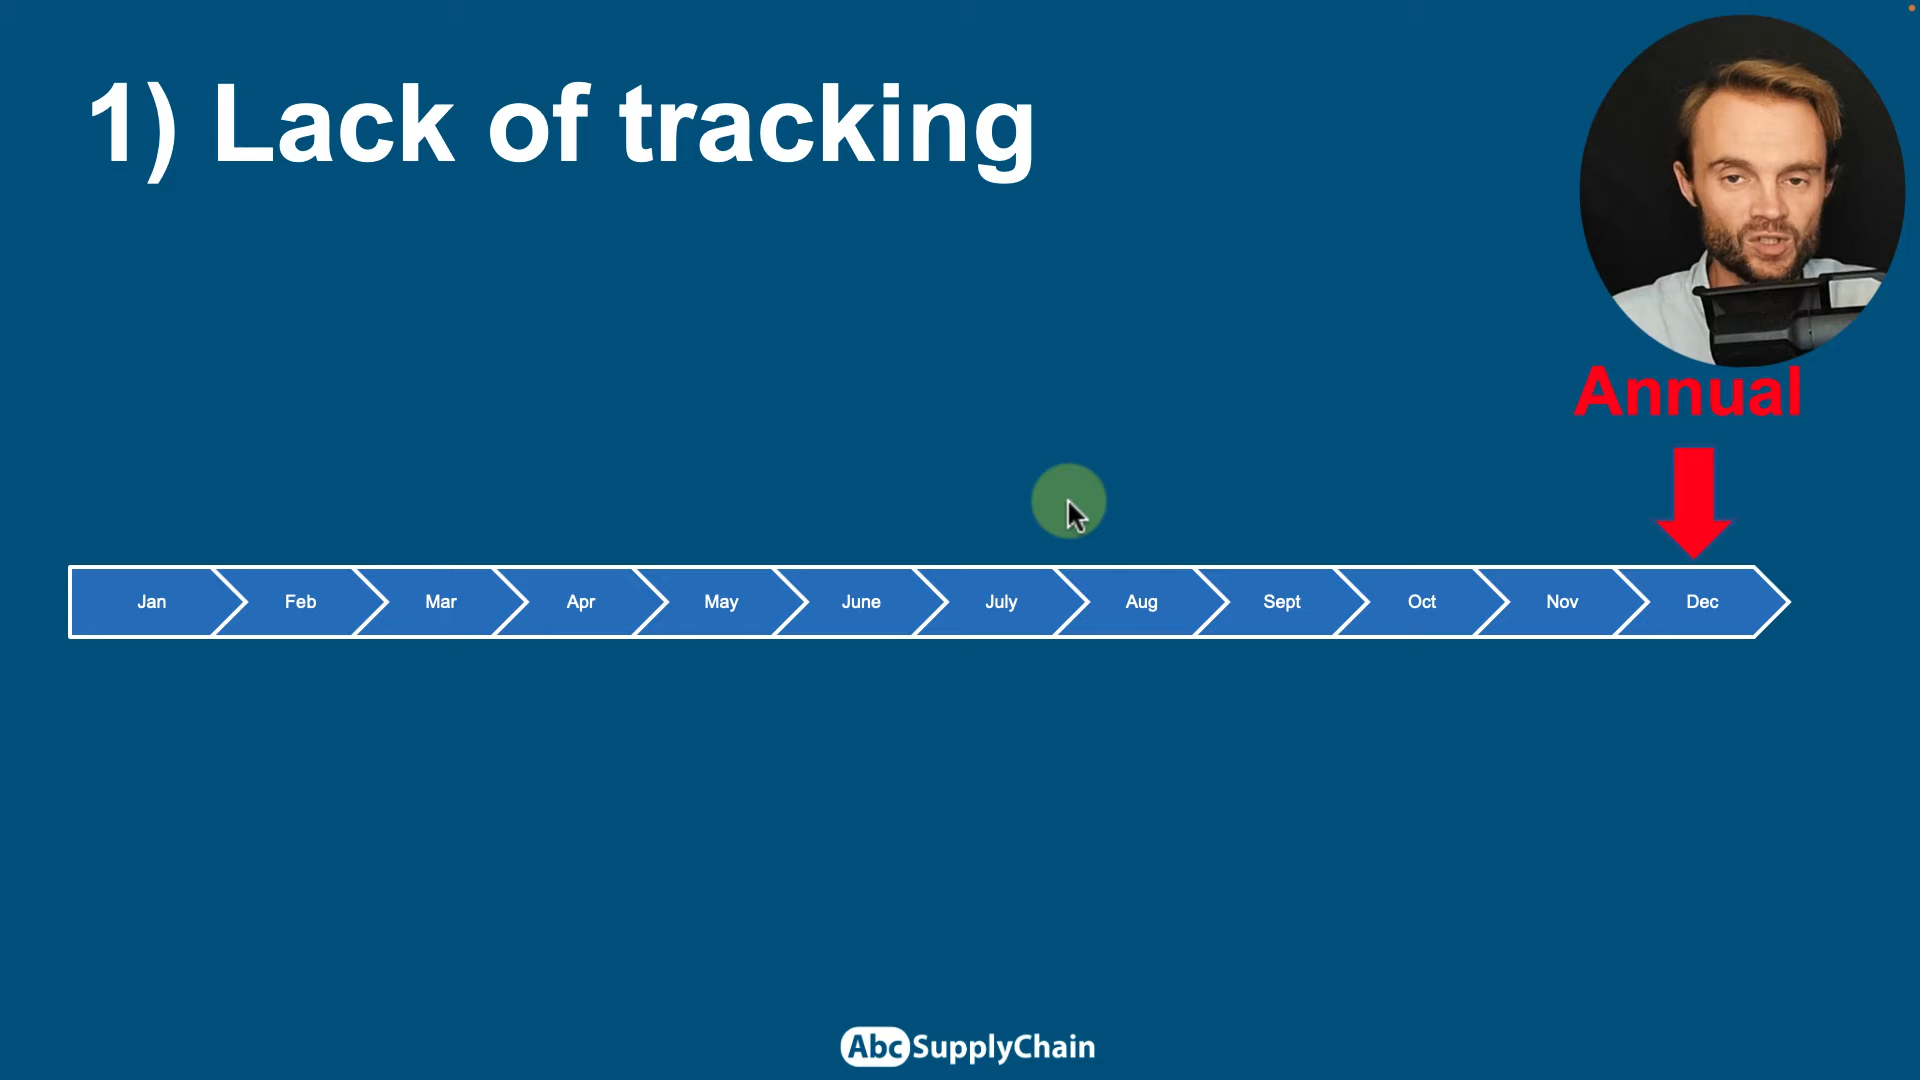 1) Lack of tracking
Annual
Jan Feb Mar Apr May June July Aug Sept Oct Nov Dec
AbcSupplyChain